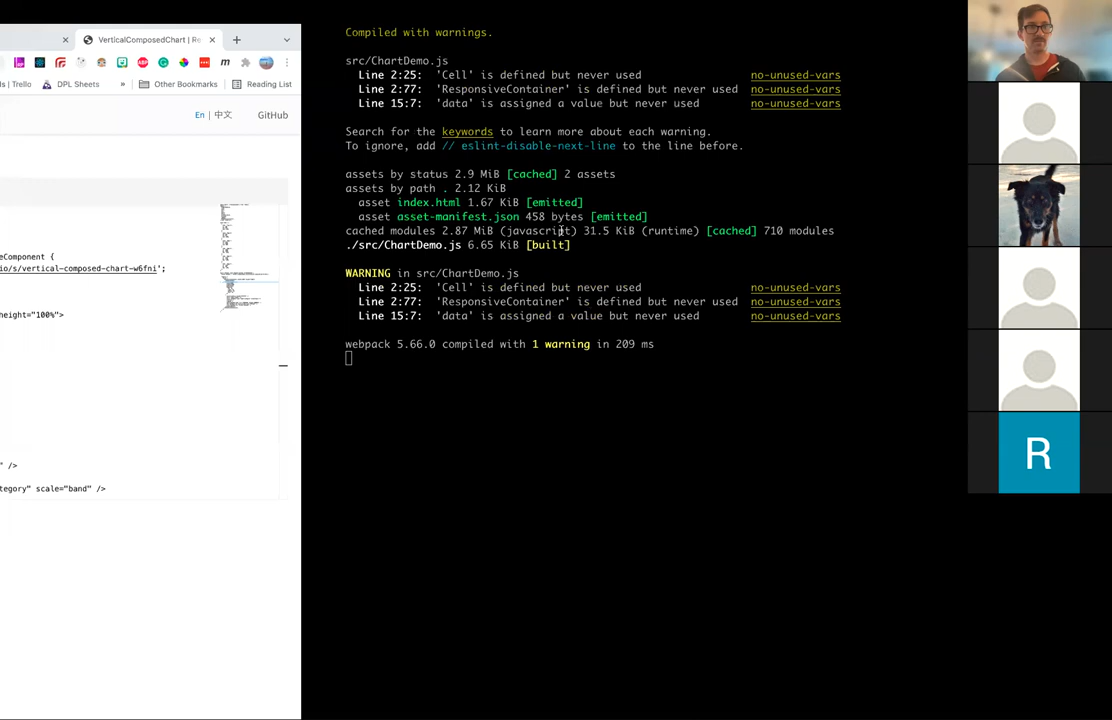 VerticalComposedChart | R
s | Trello
DPL Sheets
»
Other Bookmarks
Reading List
En
中文
GitHub
eComponent {
io/s/vertical-composed-chart-w6fni';
height="100%">
" />
tegory" scale="band" />
Compiled with warnings.
src/ChartDemo.js
Line 2:25: 'Cell' is defined but never used no-unused-vars
Line 2:77: 'ResponsiveContainer' is defined but never used no-unused-vars
Line 15:7: 'data' is assigned a value but never used no-unused-vars
Search for the keywords to learn more about each warning.
To ignore, add // eslint-disable-next-line to the line before.
assets by status 2.9 MiB [cached] 2 assets
assets by path . 2.12 KiB
asset index.html 1.67 KiB [emitted]
asset asset-manifest.json 458 bytes [emitted]
cached modules 2.87 MiB (javascript) 31.5 KiB (runtime) [cached] 710 modules
./src/ChartDemo.js 6.65 KiB [built]
WARNING in src/ChartDemo.js
Line 2:25: 'Cell' is defined but never used no-unused-vars
Line 2:77: 'ResponsiveContainer' is defined but never used no-unused-vars
Line 15:7: 'data' is assigned a value but never used no-unused-vars
webpack 5.66.0 compiled with 1 warning in 209 ms
R